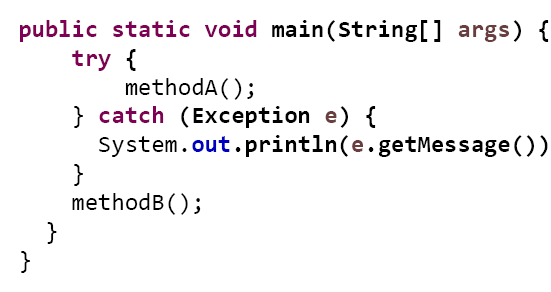 public static void main(String[] args) {
try {
methodA();
} catch (Exception e) {
System.out.println(e.getMessage())
}
methodB();
}
}